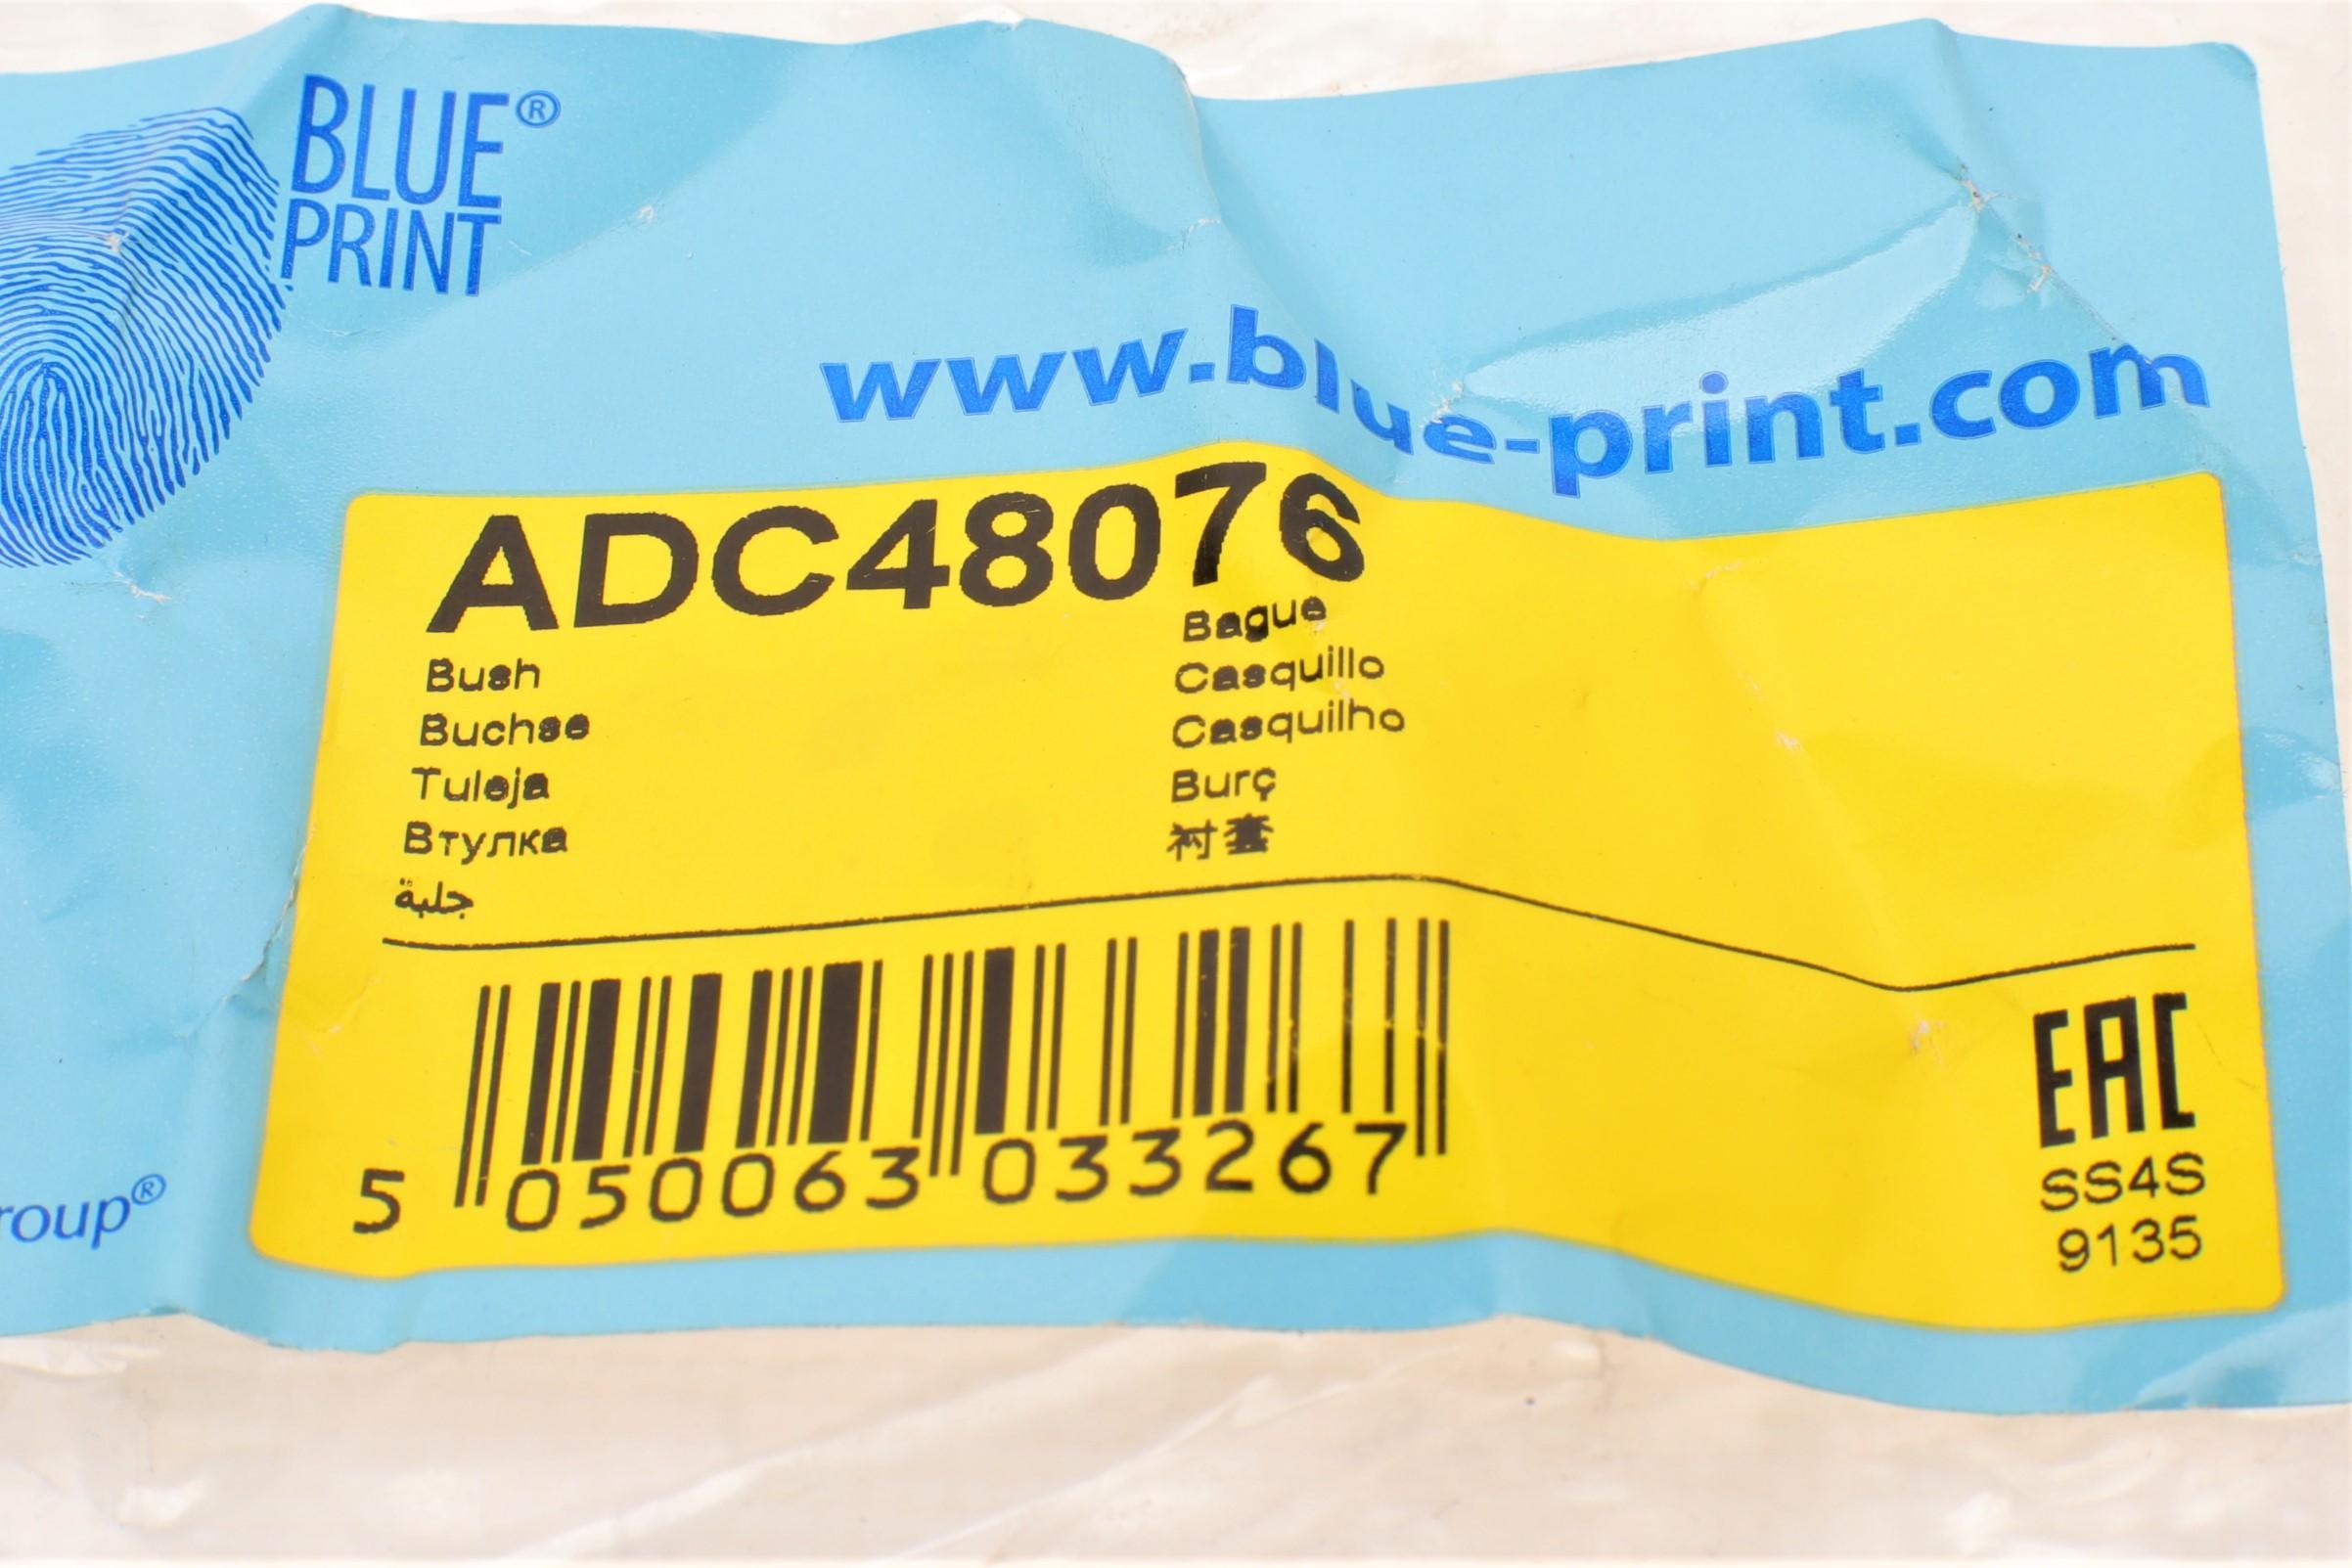 BLUE®
PRINT
www.blue-print.com
ADC48076
Bush
Buchse
Tuleja
Втулка
جلبة
Bague
Casquillo
Casquilho
Burç
衬套
5 050063 033267
EAC
SS4S
9135
roup®